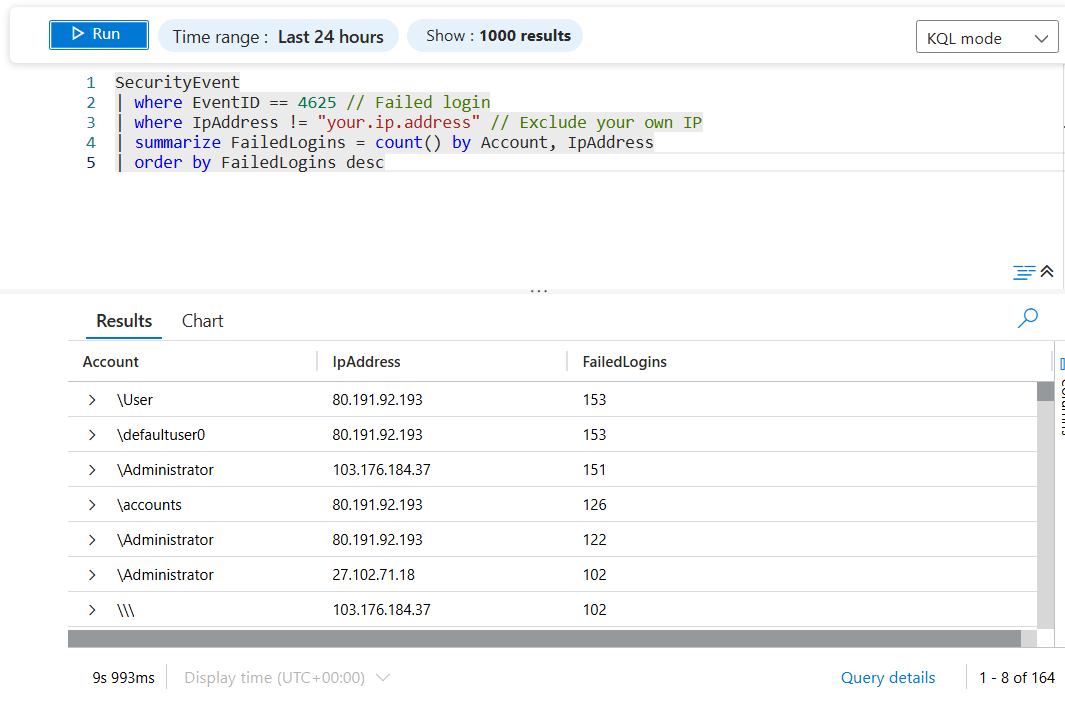 Run Time range : Last 24 hours Show : 1000 results KQL mode
1 SecurityEvent
2 | where EventID == 4625 // Failed login
3 | where IpAddress != "your.ip.address" // Exclude your own IP
4 | summarize FailedLogins = count() by Account, IpAddress
5 | order by FailedLogins desc
Results Chart
Account IpAddress FailedLogins
\User 80.191.92.193 153
\defaultuser0 80.191.92.193 153
\Administrator 103.176.184.37 151
\accounts 80.191.92.193 126
\Administrator 80.191.92.193 122
\Administrator 27.102.71.18 102
\\\ 103.176.184.37 102
9s 993ms Display time (UTC+00:00) Query details 1 - 8 of 164